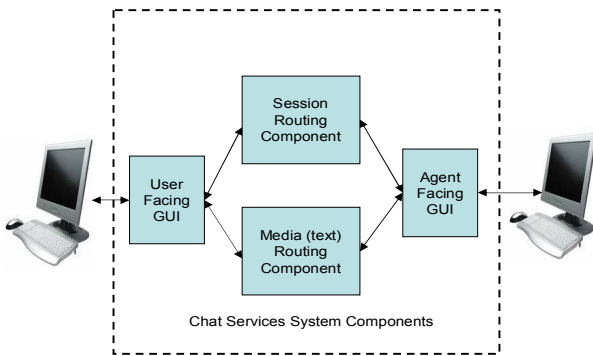 Session
Routing
Component
User
Facing
GUI
Agent
Facing
GUI
Media (text)
Routing
Component
Chat Services System Components